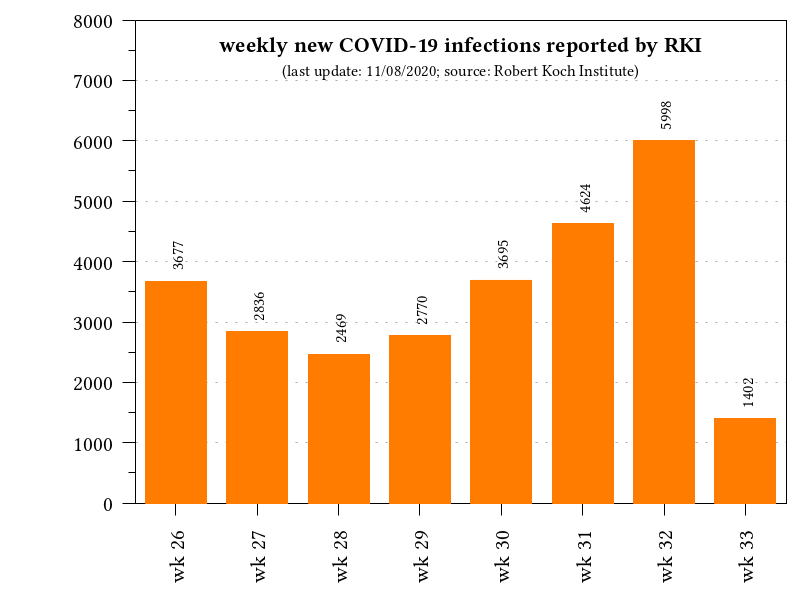 weekly new COVID-19 infections reported by RKI
(last update: 11/08/2020; source: Robert Koch Institute)
8000
7000
6000
5000
4000
3000
2000
1000
0
3677
2836
2469
2770
3695
4624
5998
1402
wk 26
wk 27
wk 28
wk 29
wk 30
wk 31
wk 32
wk 33